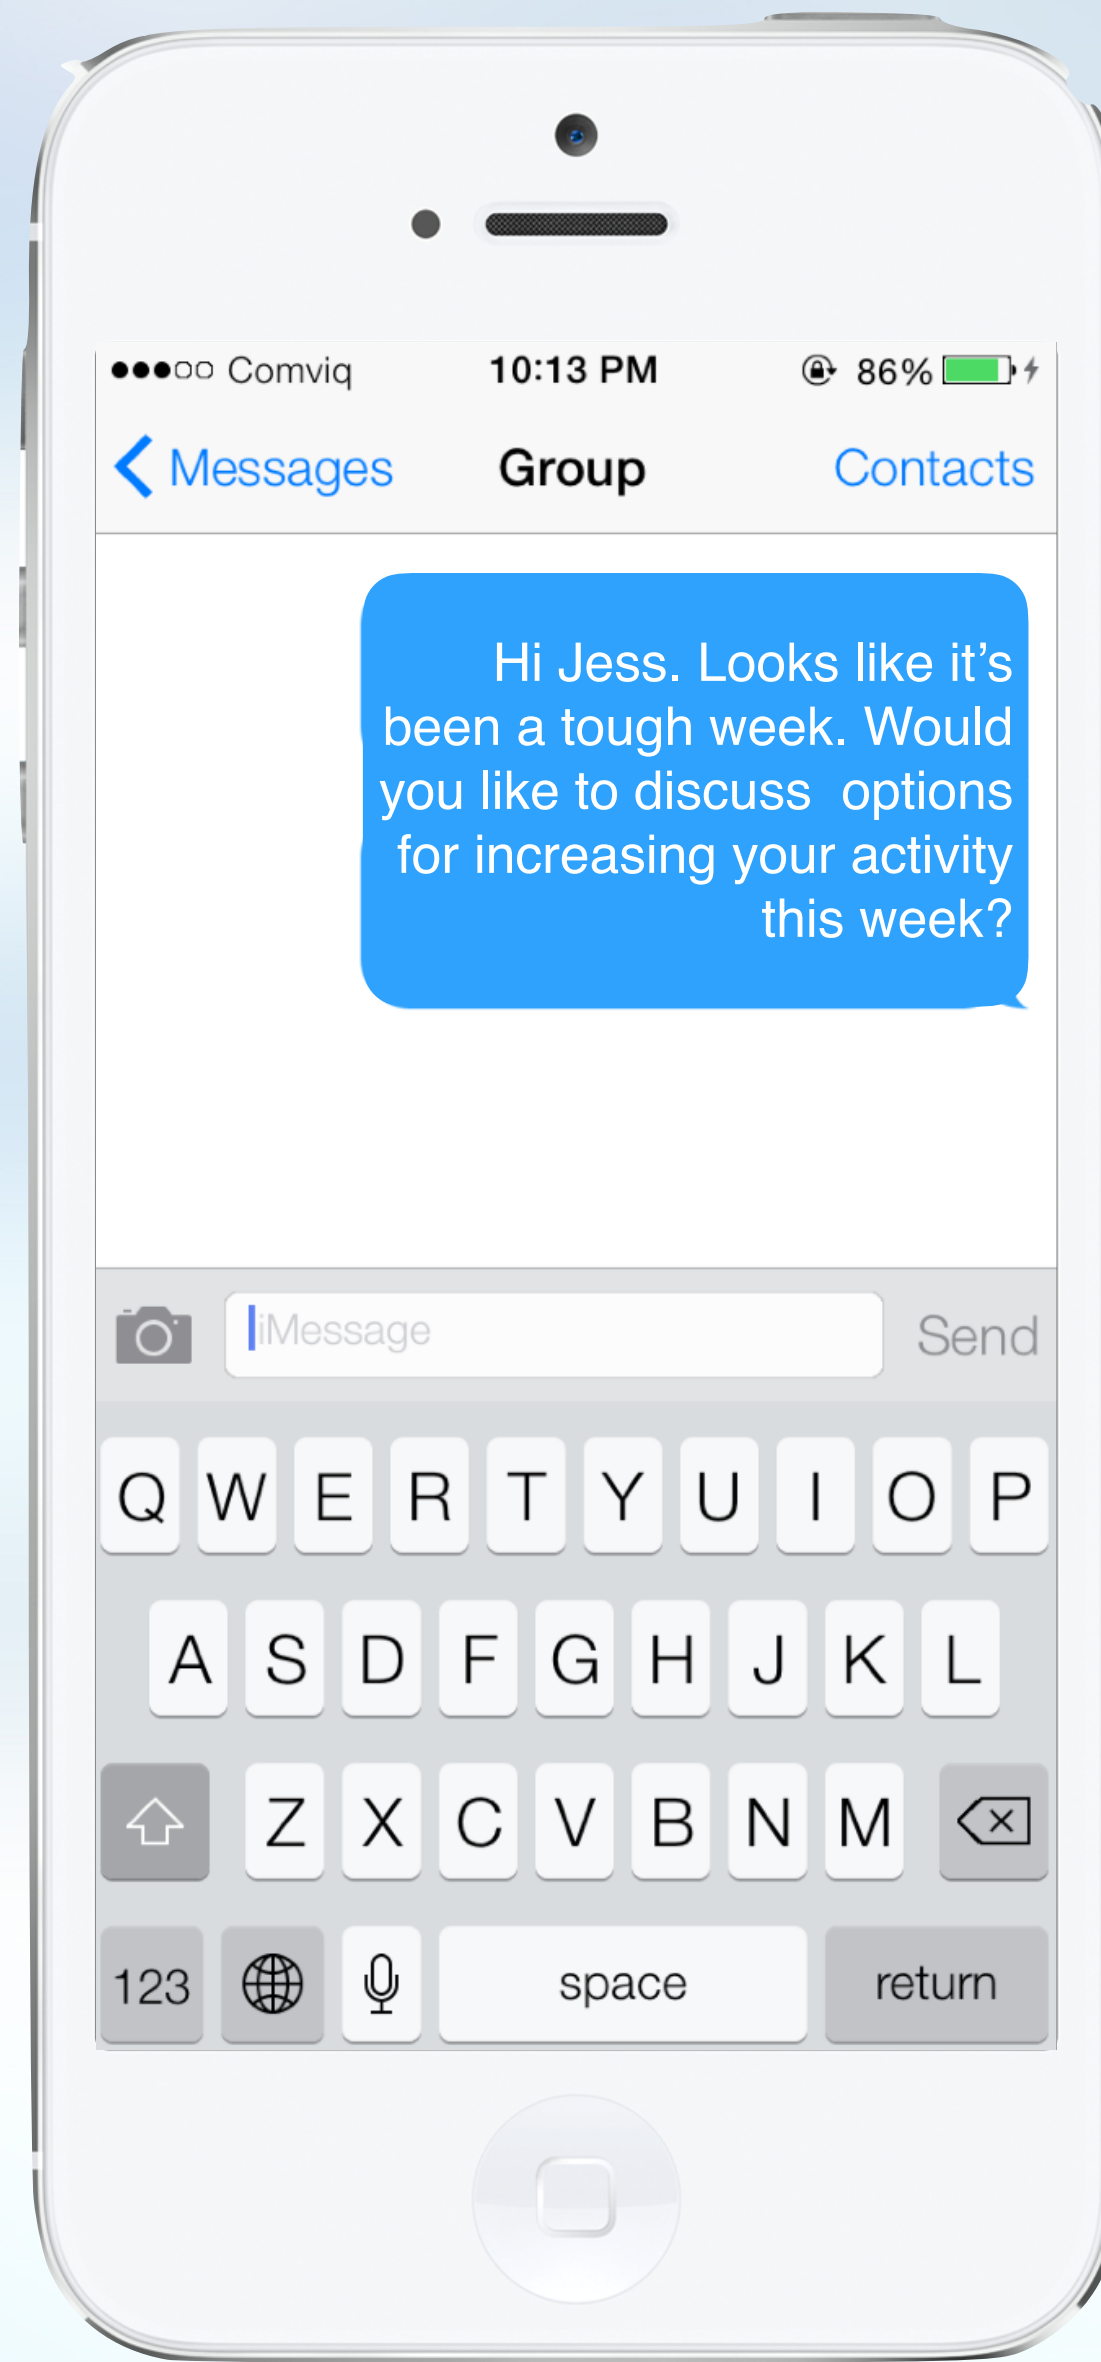 ●●●○○ Comviq 10:13 PM 86%
Messages Group Contacts
Hi Jess. Looks like it’s
been a tough week. Would
you like to discuss  options
for increasing your activity
this week?
iMessage Send
Q W E R T Y U I O P
A S D F G H J K L
Z X C V B N M
123 space return